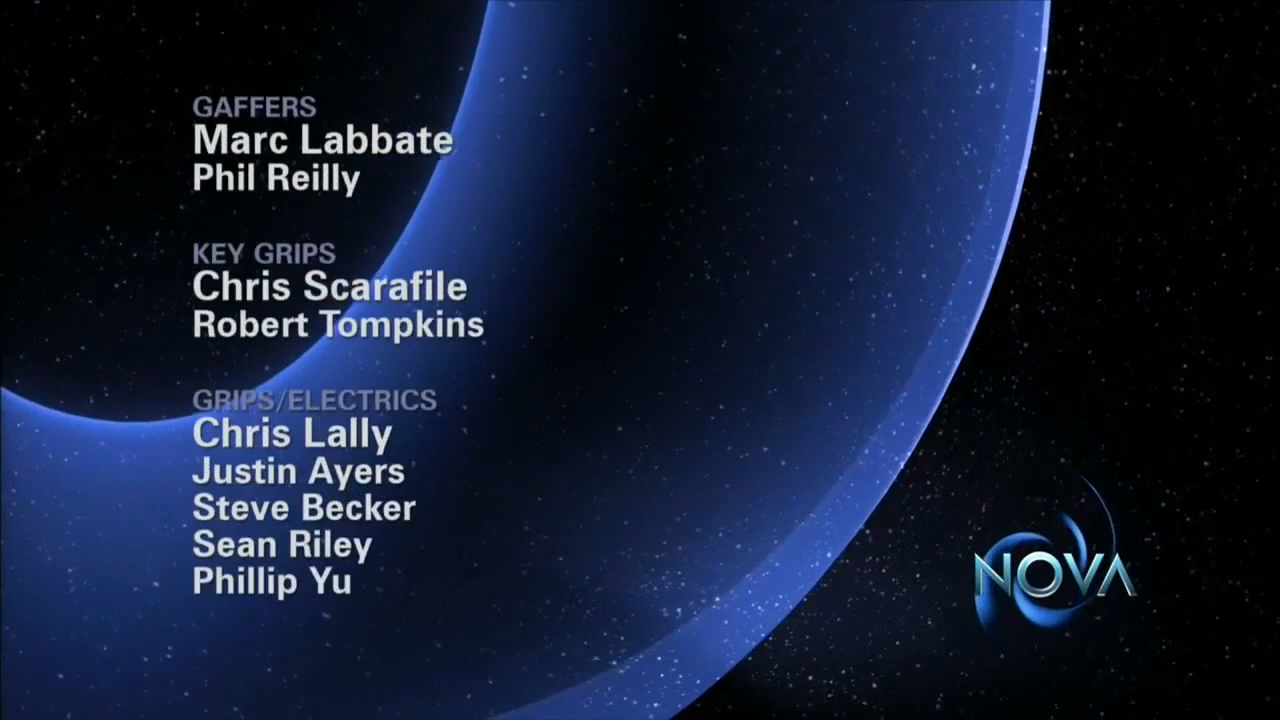 GAFFERS
Marc Labbate
Phil Reilly
KEY GRIPS
Chris Scarafile
Robert Tompkins
GRIPS/ELECTRICS
Chris Lally
Justin Ayers
Steve Becker
Sean Riley
Phillip Yu
NOVA